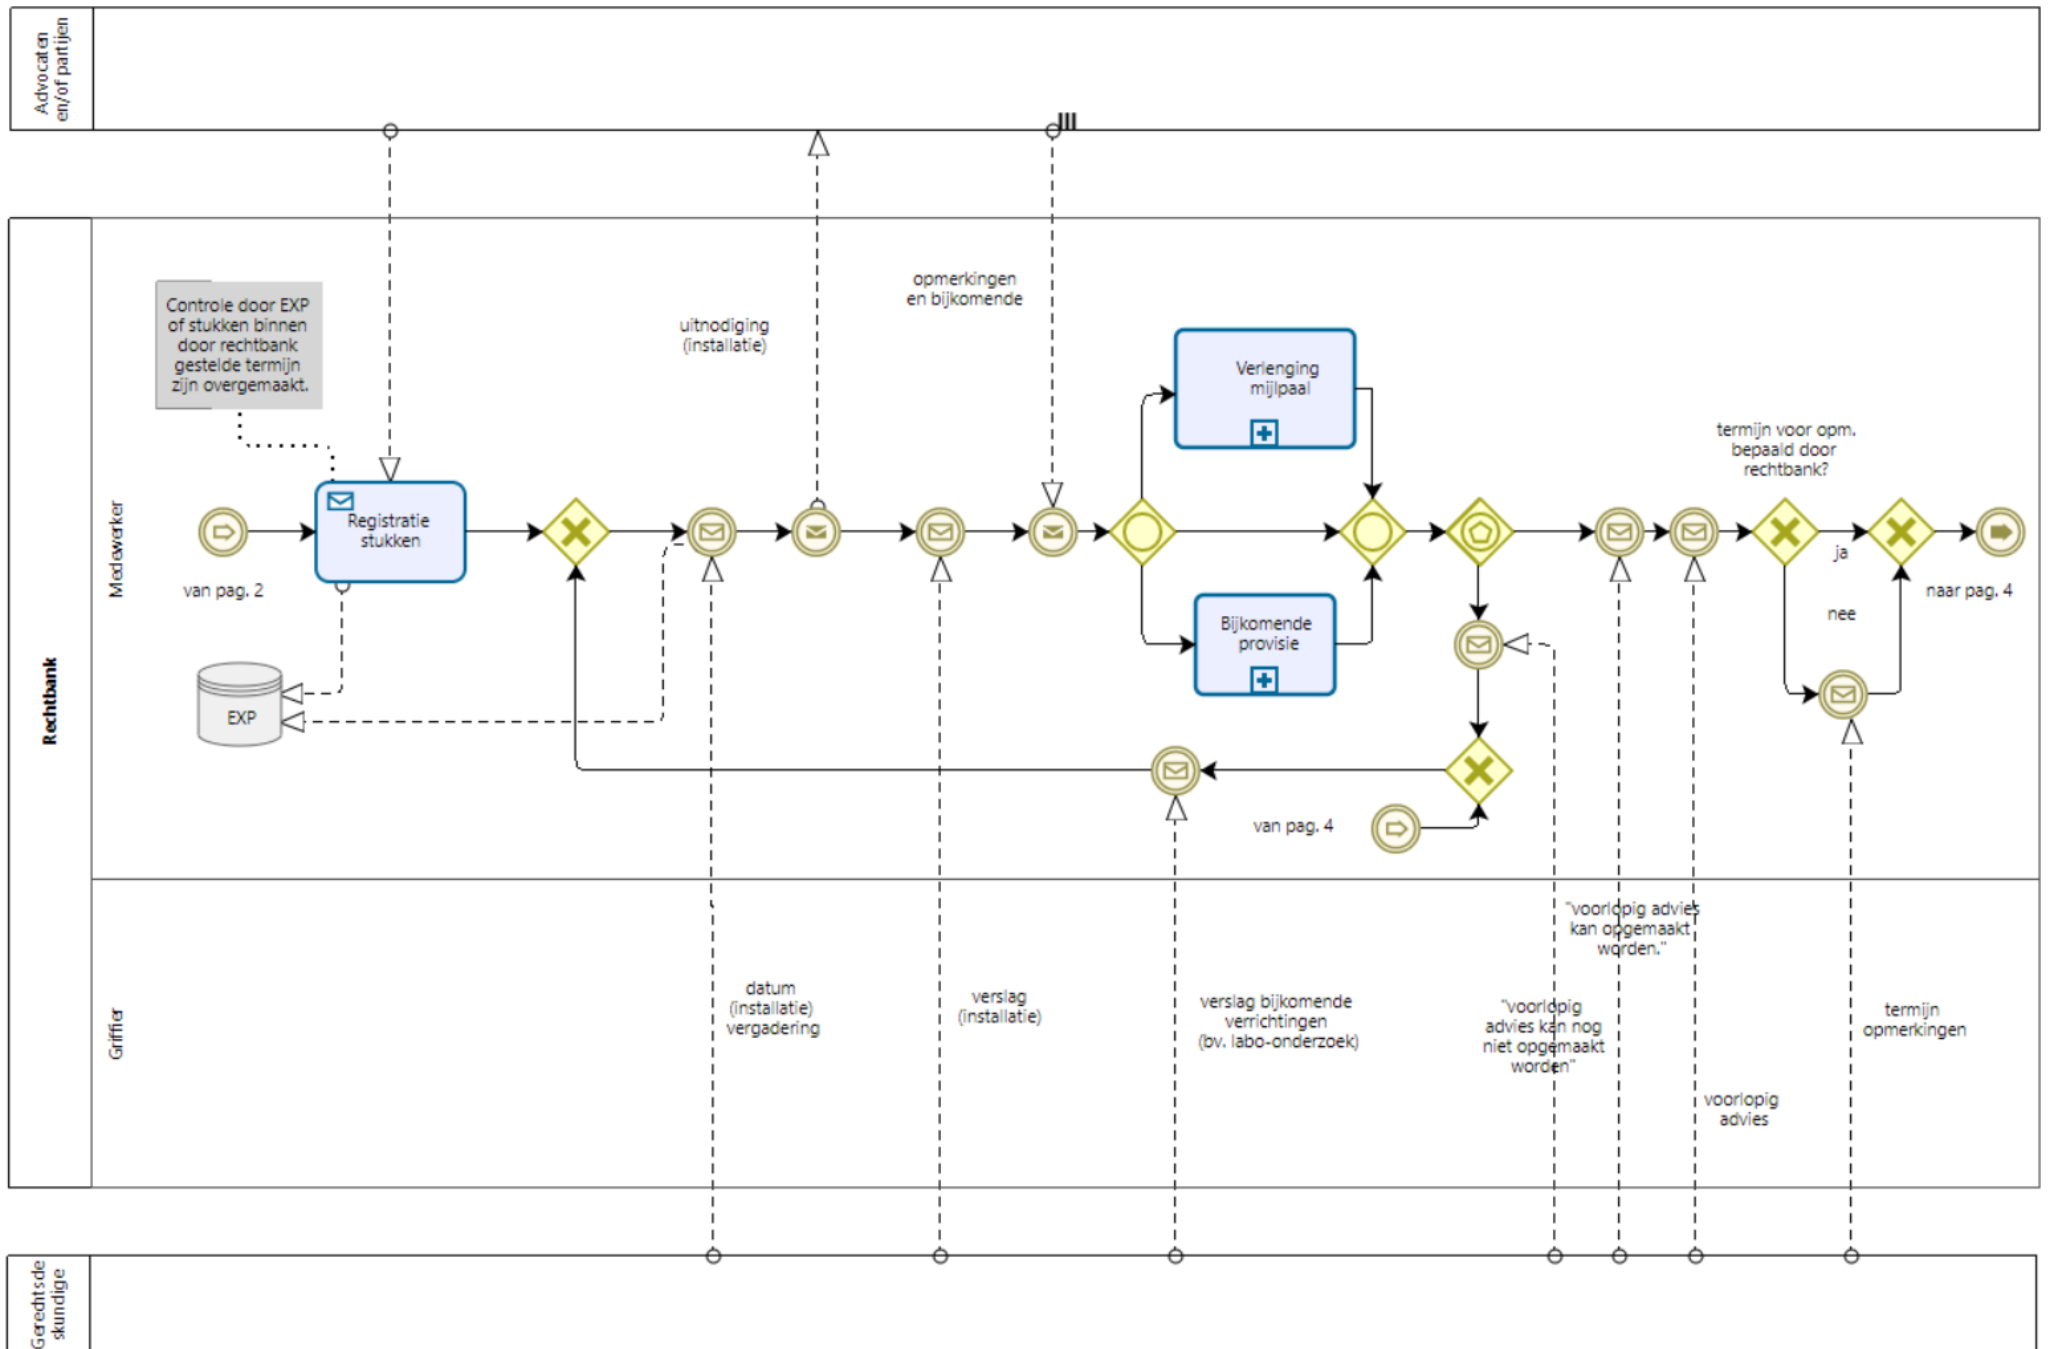 Advocaten
en/of partijen
Rechtbank
Medewerker
Griffier
Gerechtsde
skundige
Controle door EXP
of stukken binnen
door rechtbank
gestelde termijn
zijn overgemaakt.
van pag. 2
Registratie
stukken
EXP
uitnodiging
(installatie)
opmerkingen
en bijkomende
Verlenging
mijlpaal
Bijkomende
provisie
termijn voor opm.
bepaald door
rechtbank?
ja
nee
naar pag. 4
van pag. 4
datum
(installatie)
vergadering
verslag
(installatie)
verslag bijkomende
verrichtingen
(bv. labo-onderzoek)
"voorlopig
advies kan nog
niet opgemaakt
worden"
"voorlopig advies
kan opgemaakt
worden."
voorlopig
advies
termijn
opmerkingen